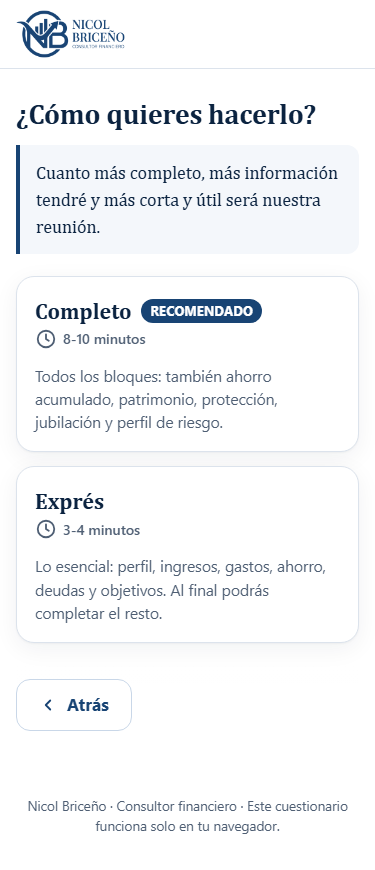 NICOL
BRICEÑO
CONSULTOR FINANCIERO
¿Cómo quieres hacerlo?
Cuanto más completo, más información
tendré y más corta y útil será nuestra
reunión.
Completo RECOMENDADO
8-10 minutos
Todos los bloques: también ahorro
acumulado, patrimonio, protección,
jubilación y perfil de riesgo.
Exprés
3-4 minutos
Lo esencial: perfil, ingresos, gastos, ahorro,
deudas y objetivos. Al final podrás
completar el resto.
Atrás
Nicol Briceño · Consultor financiero · Este cuestionario
funciona solo en tu navegador.